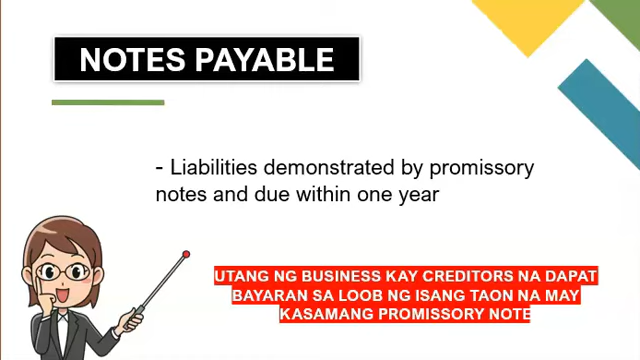 NOTES PAYABLE
- Liabilities demonstrated by promissory
notes and due within one year
UTANG NG BUSINESS KAY CREDITORS NA DAPAT
BAYARAN SA LOOB NG ISANG TAON NA MAY
KASAMANG PROMISSORY NOTE